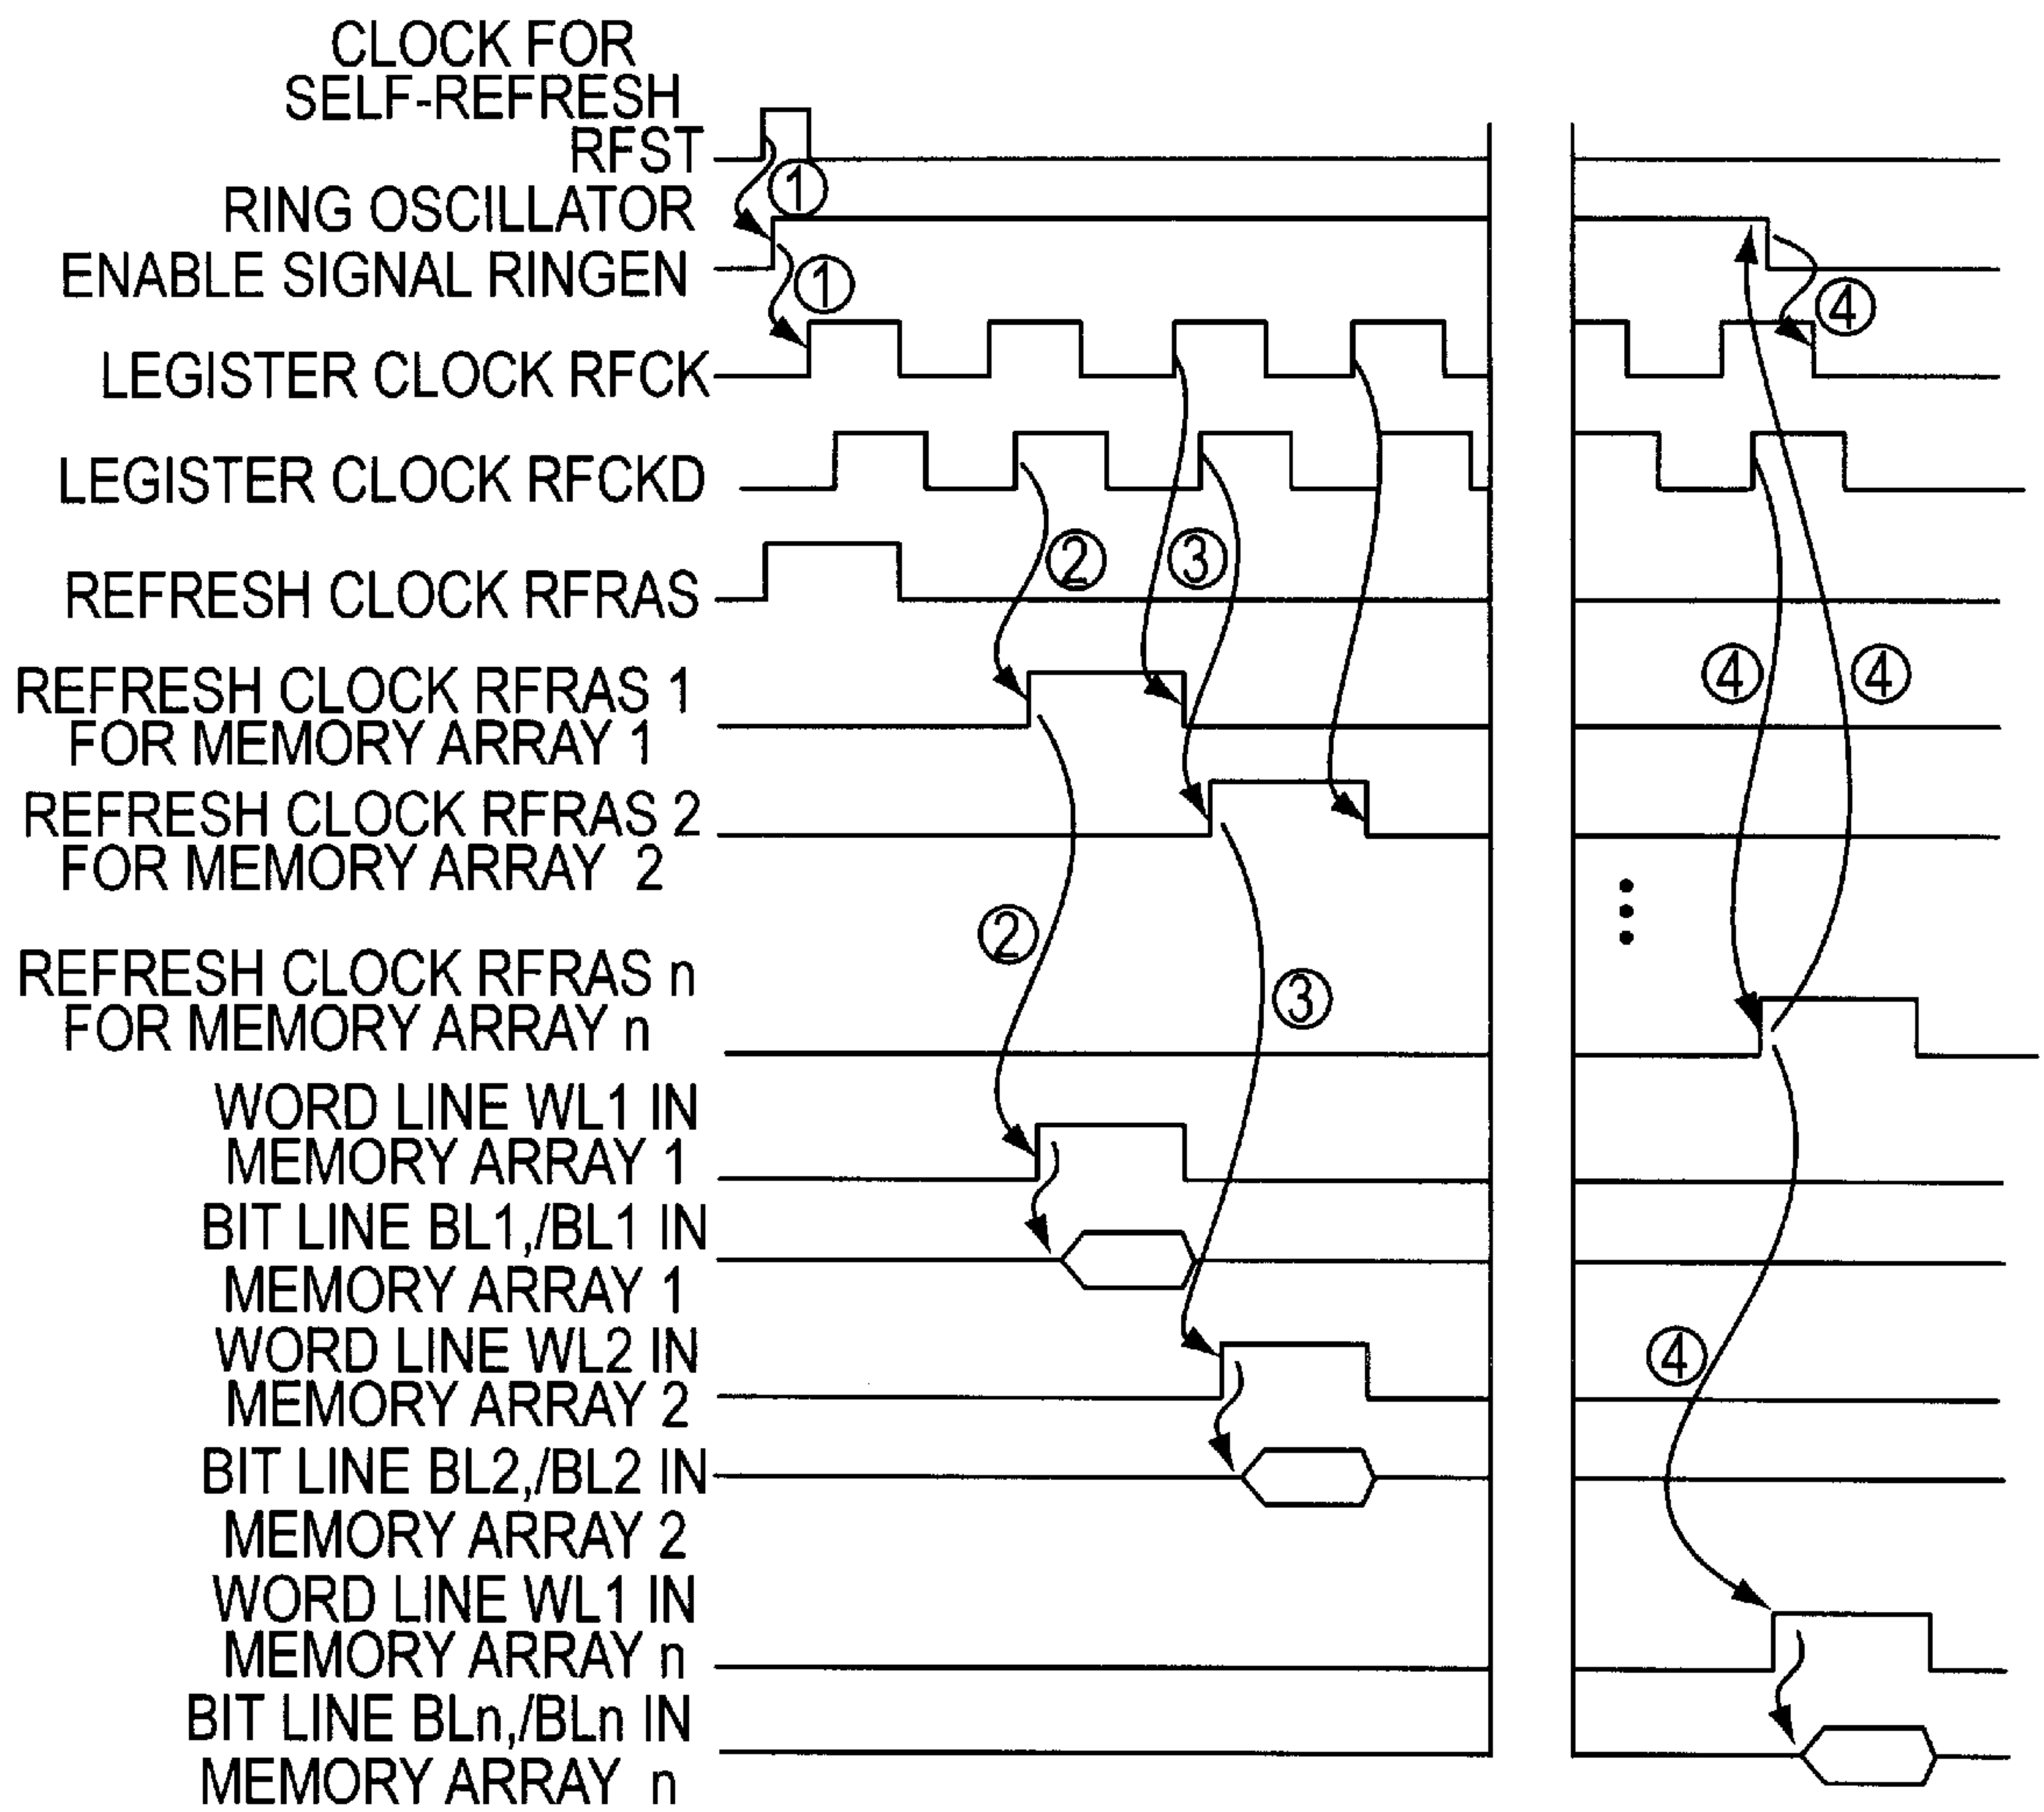 CLOCK FOR
SELF-REFRESH
RFST
①
RING OSCILLATOR
ENABLE SIGNAL RINGEN
①
④
LEGISTER CLOCK RFCK
LEGISTER CLOCK RFCKD
②
③
REFRESH CLOCK RFRAS
REFRESH CLOCK RFRAS 1
④
④
FOR MEMORY ARRAY 1
REFRESH CLOCK RFRAS 2
FOR MEMORY ARRAY 2
②
REFRESH CLOCK RFRAS n
③
FOR MEMORY ARRAY n
WORD LINE WL1 IN
MEMORY ARRAY 1
BIT LINE BL1,/BL1 IN
MEMORY ARRAY 1
WORD LINE WL2 IN
④
MEMORY ARRAY 2
BIT LINE BL2,/BL2 IN
MEMORY ARRAY 2
WORD LINE WL1 IN
MEMORY ARRAY n
BIT LINE BLn,/BLn IN
MEMORY ARRAY n